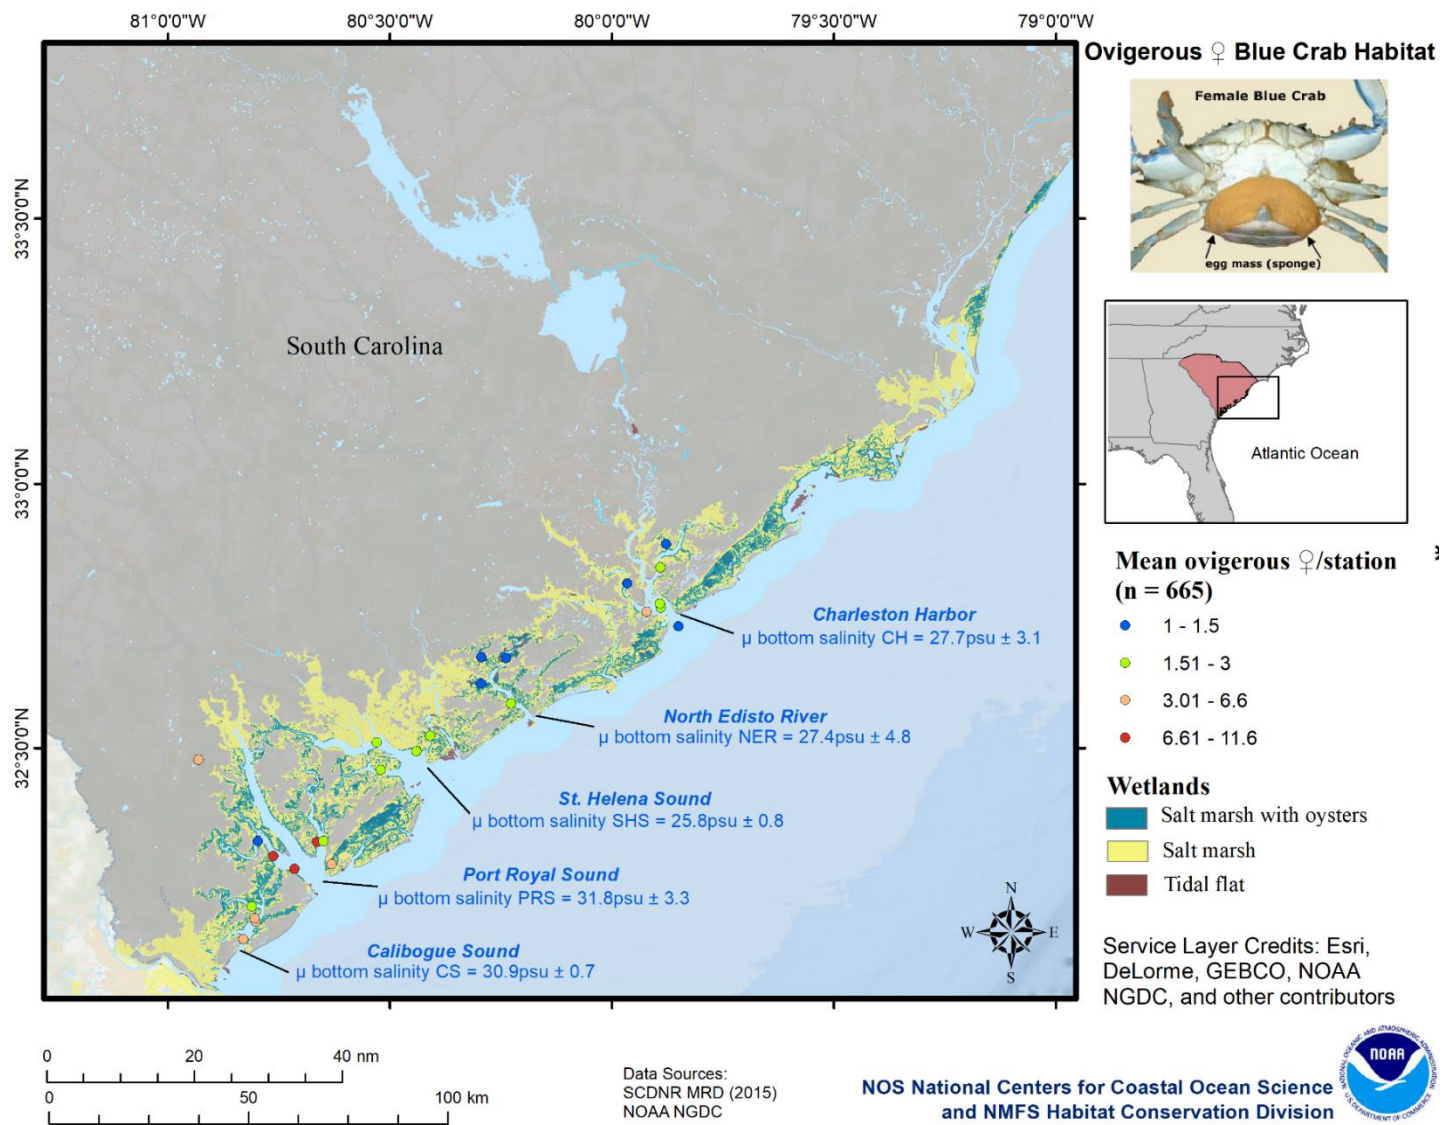 81°0'0"W
80°30'0"W
80°0'0"W
79°30'0"W
79°0'0"W
33°30'0"N
33°0'0"N
32°30'0"N
South Carolina
Charleston Harbor
µ bottom salinity CH = 27.7psu ± 3.1
North Edisto River
µ bottom salinity NER = 27.4psu ± 4.8
St. Helena Sound
µ bottom salinity SHS = 25.8psu ± 0.8
Port Royal Sound
µ bottom salinity PRS = 31.8psu ± 3.3
Calibogue Sound
µ bottom salinity CS = 30.9psu ± 0.7
N
W
E
S
Ovigerous ♀ Blue Crab Habitat
Female Blue Crab
egg mass (sponge)
Atlantic Ocean
Mean ovigerous ♀/station
(n = 665)
1 - 1.5
1.51 - 3
3.01 - 6.6
6.61 - 11.6
Wetlands
Salt marsh with oysters
Salt marsh
Tidal flat
Service Layer Credits: Esri,
DeLorme, GEBCO, NOAA
NGDC, and other contributors
0 20 40 nm
0 50 100 km
Data Sources:
SCDNR MRD (2015)
NOAA NGDC
NOS National Centers for Coastal Ocean Science
and NMFS Habitat Conservation Division
NATIONAL OCEANIC AND ATMOSPHERIC ADMINISTRATION
NOAA
U.S. DEPARTMENT OF COMMERCE